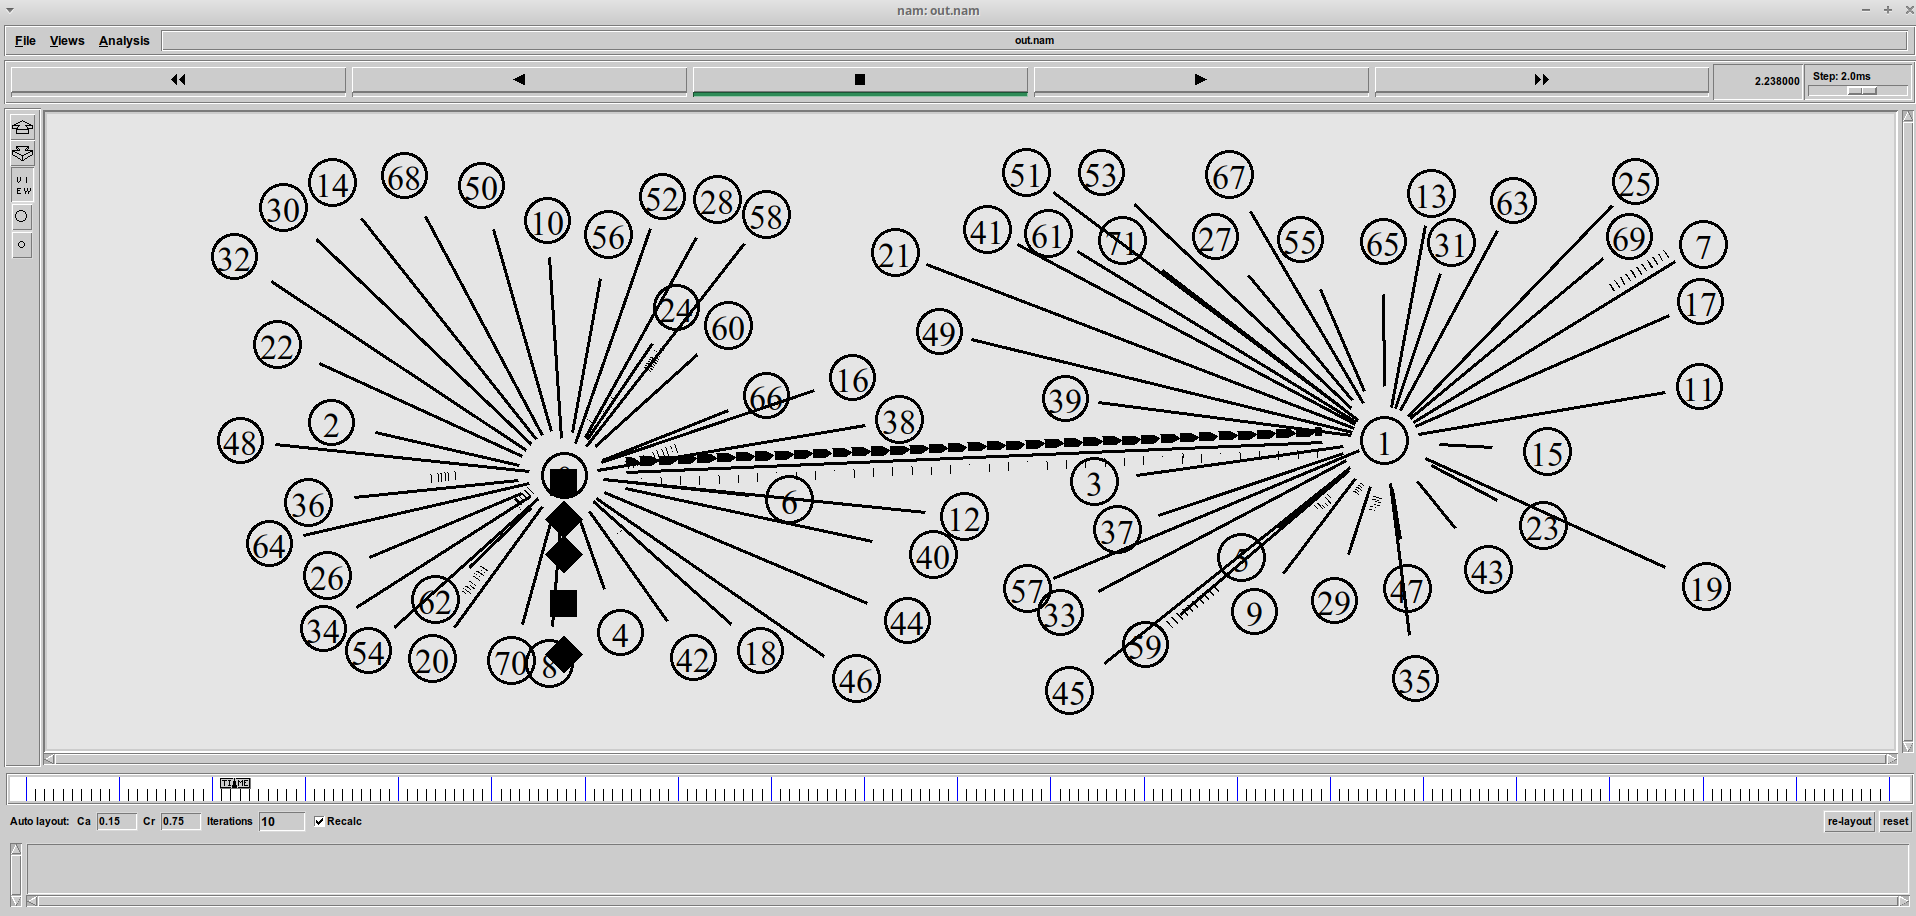 nam: out.nam
File Views Analysis out.nam
2.238000 Step: 2.0ms
VIEW
51 53 67 25
14 68 50 13 63
30 52 28 58
10 56 41 61 71 27 55 65 31 69 7
32 21
24 17
60 49
22
16 11
66 39
2 38
48 1 15
3
36 6 12 23
64 37
26 40 5 43
62 57 47 19
34 4 44 33 9 29
54 20 70 8 42 18 59
46 45 35
TIME
Auto layout: Ca 0.15 Cr 0.75 Iterations 10 Recalc re-layout reset